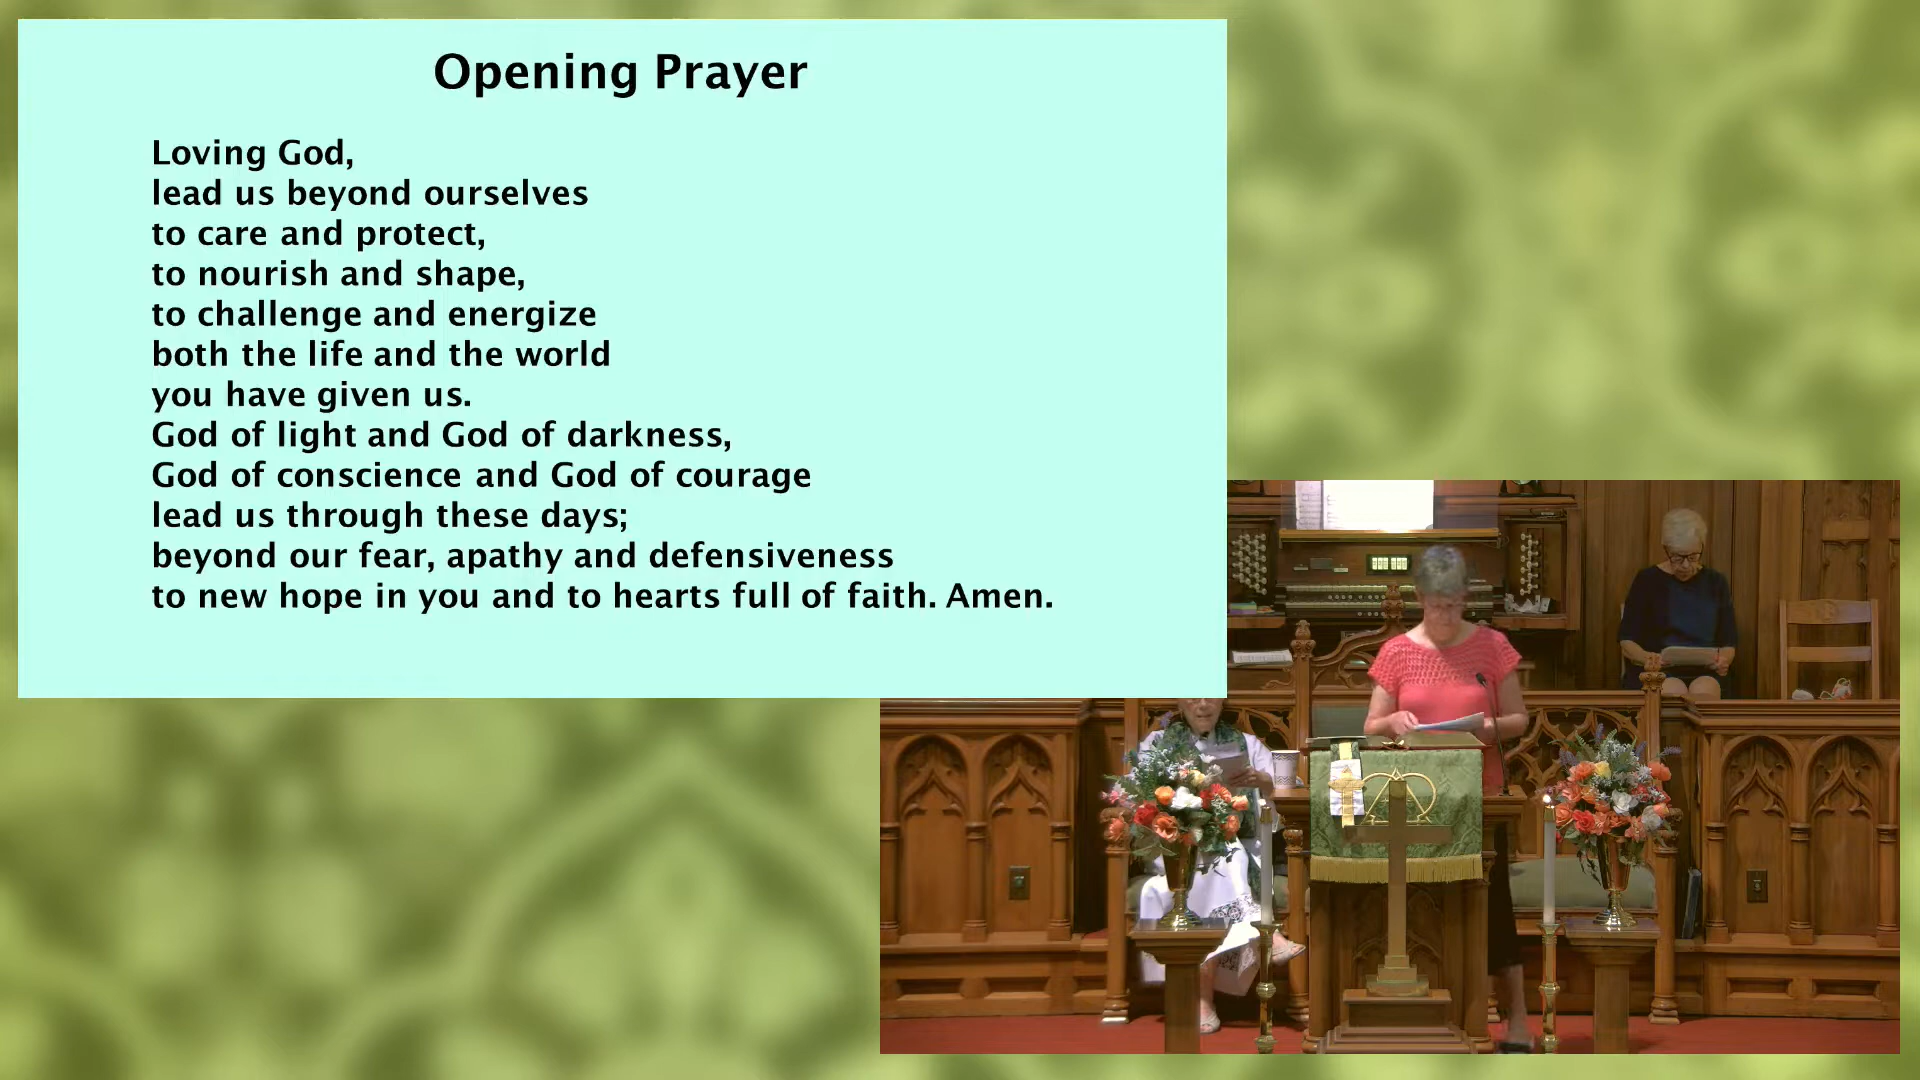 Opening Prayer
Loving God,
lead us beyond ourselves
to care and protect,
to nourish and shape,
to challenge and energize
both the life and the world
you have given us.
God of light and God of darkness,
God of conscience and God of courage
lead us through these days;
beyond our fear, apathy and defensiveness
to new hope in you and to hearts full of faith. Amen.